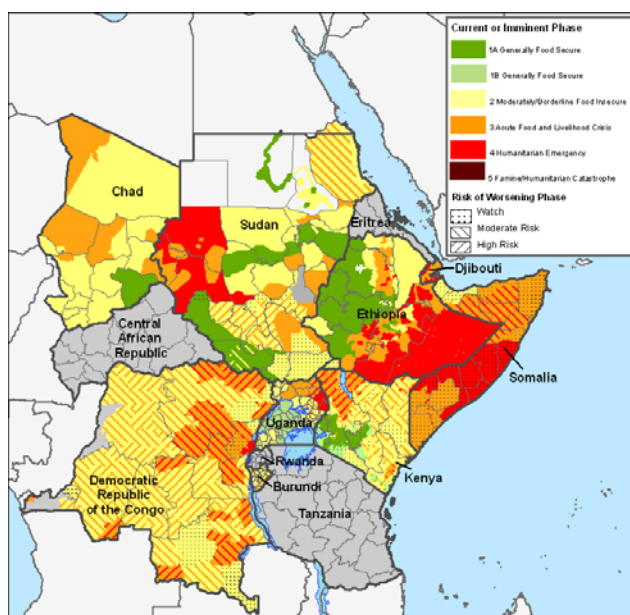 Current or Imminent Phase
1A Generally Food Secure
1B Generally Food Secure
2 Moderately/Borderline Food Insecure
3 Acute Food and Livelihood Crisis
4 Humanitarian Emergency
5 Famine/Humanitarian Catastrophe
Risk of Worsening Phase
Watch
Moderate Risk
High Risk
Chad
Sudan
Eritrea
Djibouti
Ethiopia
Central
African
Republic
Somalia
Uganda
Rwanda
Kenya
Democratic
Republic
of the Congo
Burundi
Tanzania